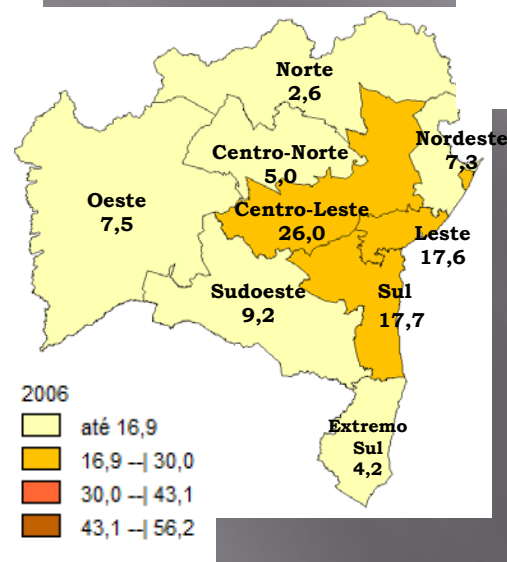 Norte
2,6
Nordeste
7,3
Centro-Norte
5,0
Oeste
7,5
Centro-Leste
26,0
Leste
17,6
Sudoeste
9,2
Sul
17,7
Extremo
Sul
4,2
2006
até 16,9
16,9 --| 30,0
30,0 --| 43,1
43,1 --| 56,2